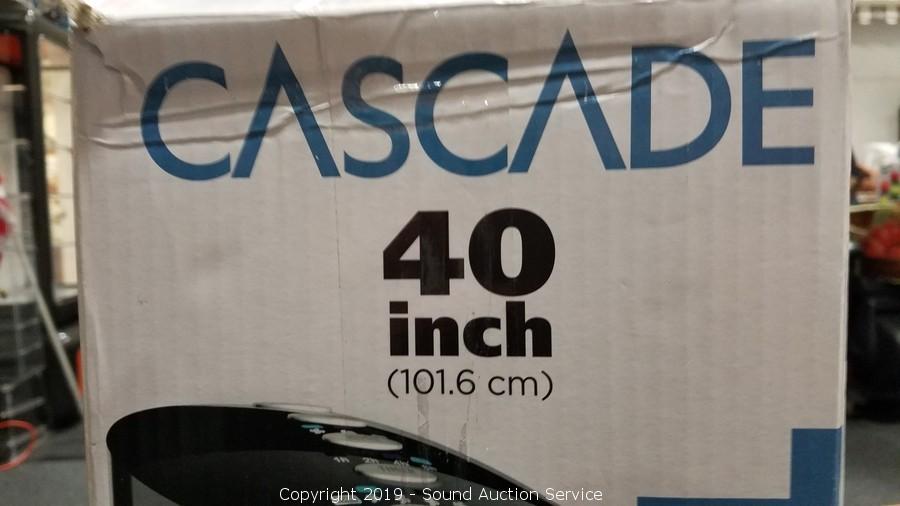 CASCADE
40
inch
(101.6 cm)
Copyright 2019 - Sound Auction Service